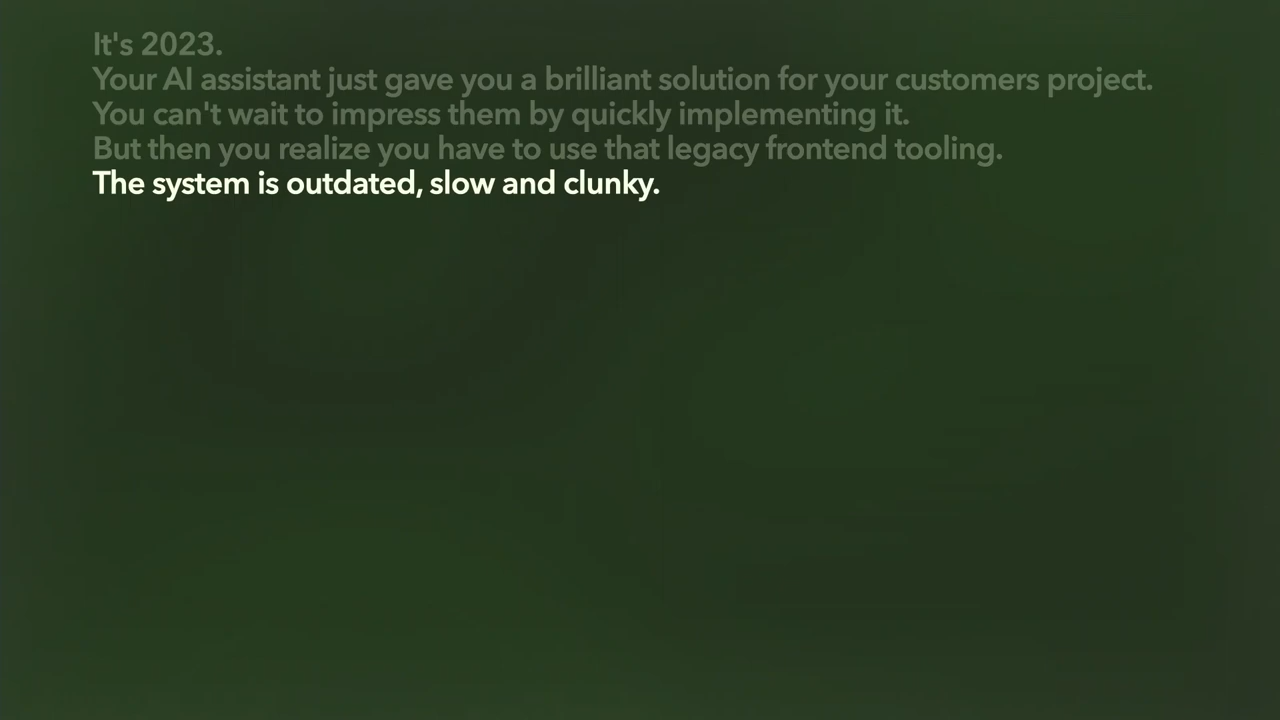 It's 2023.
Your AI assistant just gave you a brilliant solution for your customers project.
You can't wait to impress them by quickly implementing it.
But then you realize you have to use that legacy frontend tooling.
The system is outdated, slow and clunky.